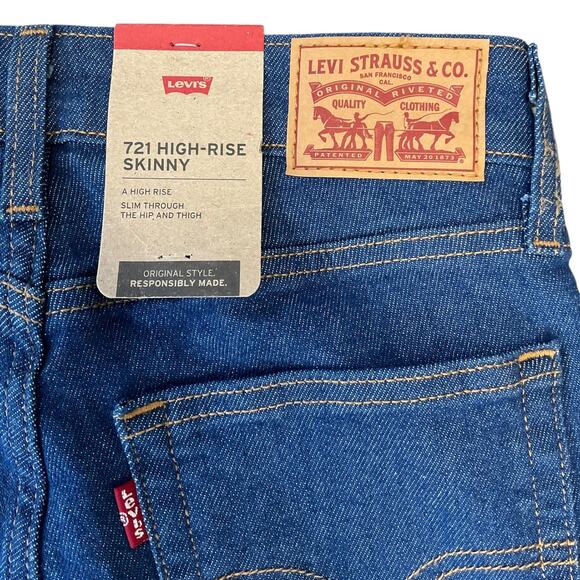 Levi's
721 HIGH-RISE
SKINNY
A HIGH RISE
SLIM THROUGH
THE HIP AND THIGH
ORIGINAL STYLE.
RESPONSIBLY MADE.
LEVI STRAUSS & CO.
SAN FRANCISCO
CAL.
ORIGINAL RIVETED
QUALITY CLOTHING
PATENTED MAY 20 1873
Levi's
®